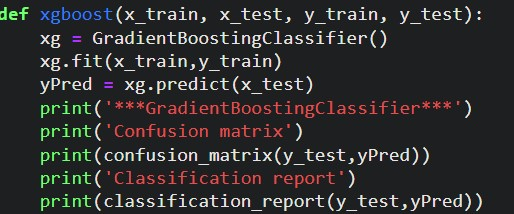 def xgboost(x_train, x_test, y_train, y_test):
    xg = GradientBoostingClassifier()
    xg.fit(x_train,y_train)
    yPred = xg.predict(x_test)
    print('***GradientBoostingClassifier***')
    print('Confusion matrix')
    print(confusion_matrix(y_test,yPred))
    print('Classification report')
    print(classification_report(y_test,yPred))